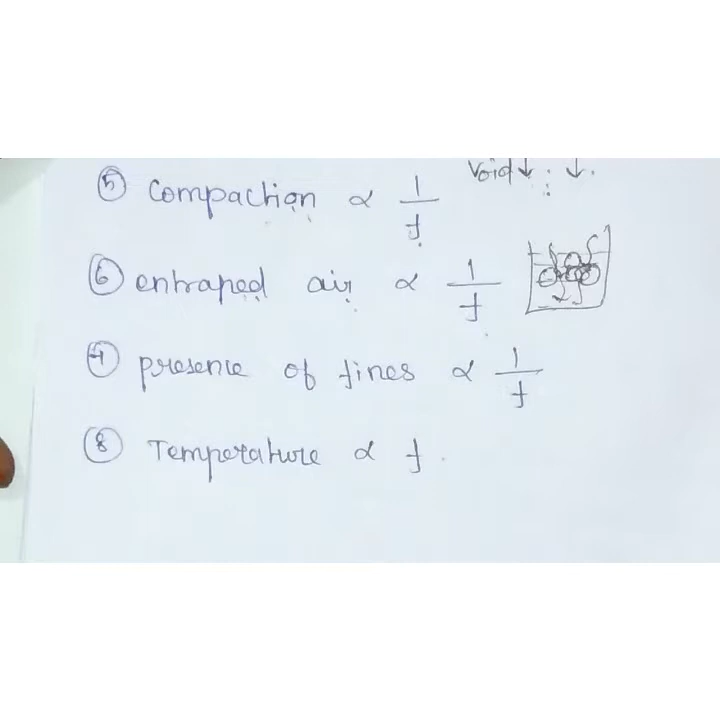 Void ↓ : ↓.
⑤ Compaction ∝ 1/f
⑥ entraped air ∝ 1/f
⑦ presence of fines ∝ 1/f
⑧ Temperature ∝ f.